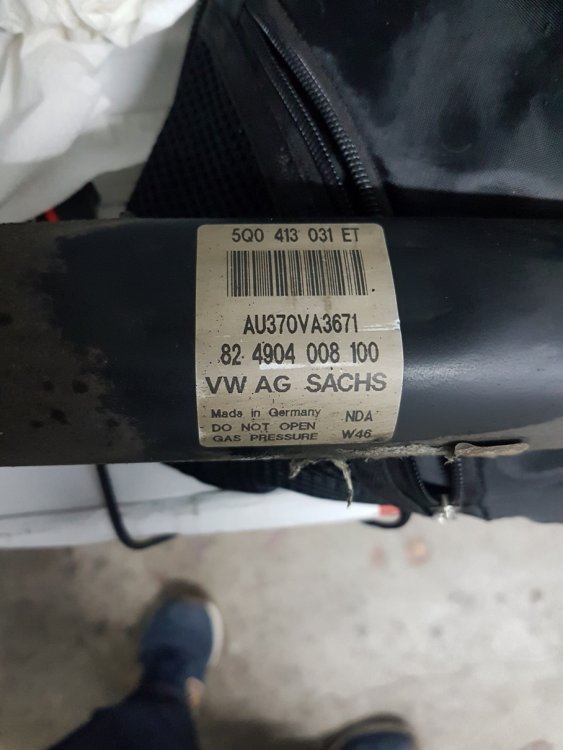 5Q0 413 031 ET
AU370VA3671
82 4904 008 100
VW AG SACHS
Made in Germany NDA
DO NOT OPEN
GAS PRESSURE W46